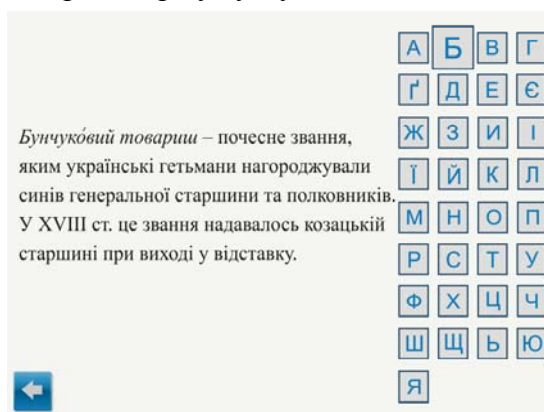 Бунчуко́вий товариш – почесне звання,
яким українські гетьмани нагороджували
синів генеральної старшини та полковників.
У XVIII ст. це звання надавалось козацькій
старшині при виході у відставку.
А Б В Г
Ґ Д Е Є
Ж З И І
Ї Й К Л
М Н О П
Р С Т У
Ф Х Ц Ч
Ш Щ Ь Ю
Я